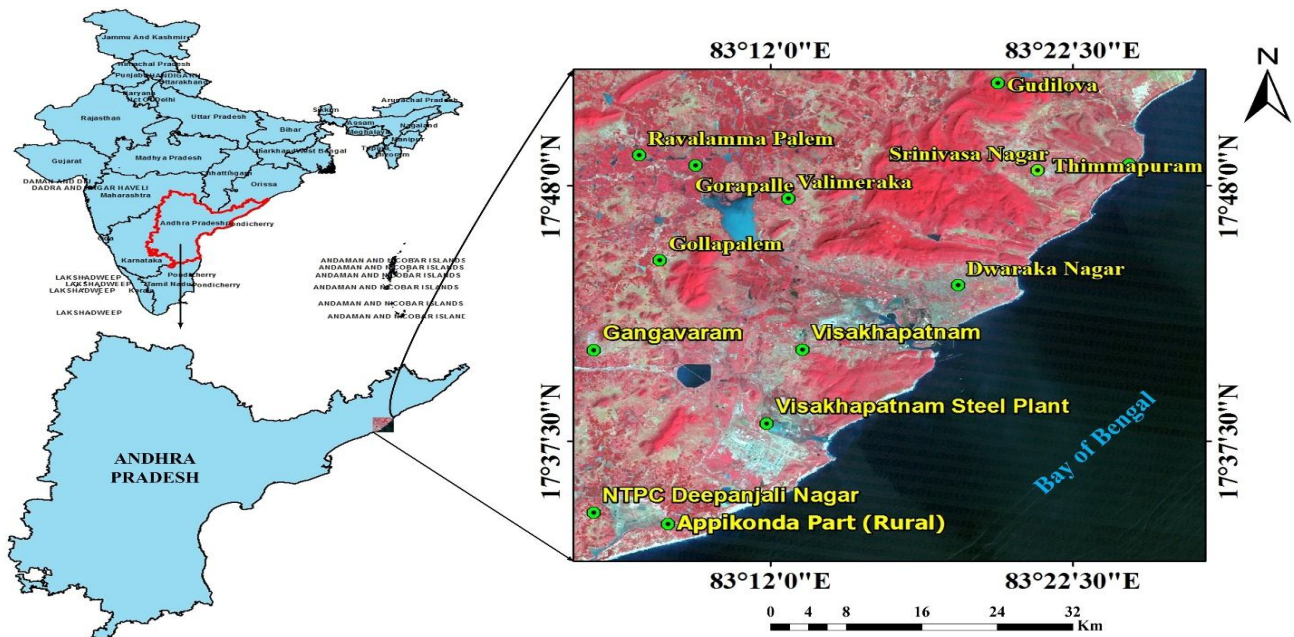 Jammu And Kashmir
Himachal Pradesh
Punjab
CHANDIGARH
Uttarakhand
Haryana
Delhi
Rajasthan
Uttar Pradesh
Bihar
Sikkim
Arunachal Pradesh
Assam
Nagaland
Meghalaya
Manipur
Mizoram
Gujarat
Madhya Pradesh
Jharkhand
West Bengal
Chhattisgarh
Orissa
DAMAN AND DIU
DADRA AND NAGAR HAVELI
Maharashtra
Andhra Pradesh
Pondicherry
Goa
Karnataka
Pondicherry
LAKSHADWEEP
Tamil Nadu
Pondicherry
LAKSHADWEEP
Kerala
LAKSHADWEEP
LAKSHADWEEP
ANDAMAN AND NICOBAR ISLANDS
ANDAMAN AND NICOBAR ISLANDS
ANDAMAN AND NICOBAR ISLANDS
ANDAMAN AND NICOBAR ISLANDS
ANDAMAN AND NICOBAR ISLANDS
ANDAMAN AND NICOBAR ISLAND
ANDHRA
PRADESH
83°12'0"E
83°22'30"E
N
17°48'0"N
17°48'0"N
Gudilova
Ravalamma Palem
Srinivasa Nagar
Thimmapuram
Gorapalle
Valimeraka
Gollapalem
Dwaraka Nagar
Gangavaram
Visakhapatnam
Visakhapatnam Steel Plant
17°37'30"N
17°37'30"N
Bay of Bengal
NTPC Deepanjali Nagar
Appikonda Part (Rural)
83°12'0"E
83°22'30"E
0 2 4 8 16 24 32
Km